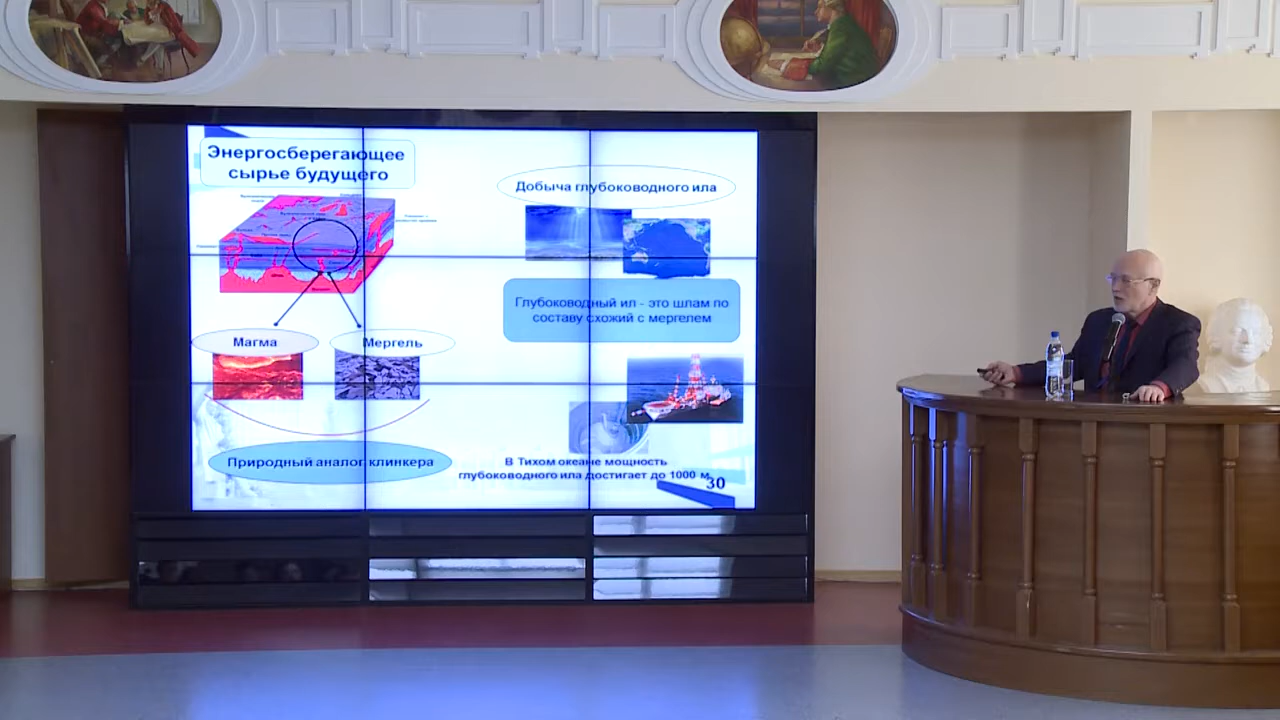 Энергосберегающее
сырье будущего
Магма
Мергель
Природный аналог клинкера
Добыча глубоководного ила
Глубоководный ил - это шлам по
составу схожий с мергелем
В Тихом океане мощность
глубоководного ила достигает до 1000 м.
30